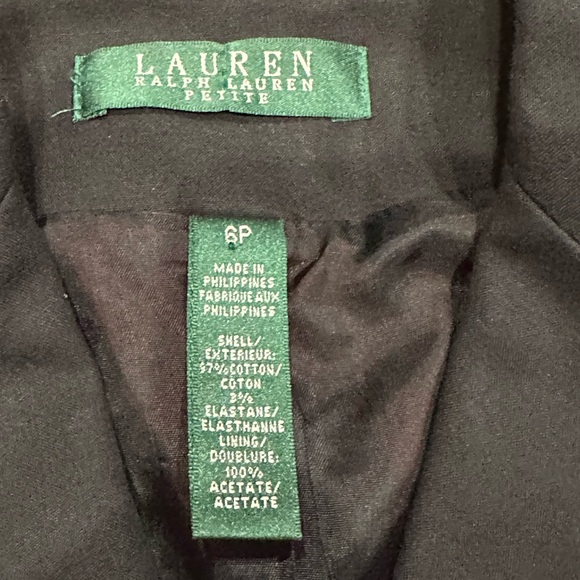 LAUREN
RALPH LAUREN
PETITE
6P
MADE IN
PHILIPPINES
FABRIQUE AUX
PHILIPPINES
SHELL/
EXTERIEUR:
97% COTTON/
COTON
3%
ELASTANE/
ELASTHANNE
LINING/
DOUBLURE:
100%
ACETATE/
ACETATE